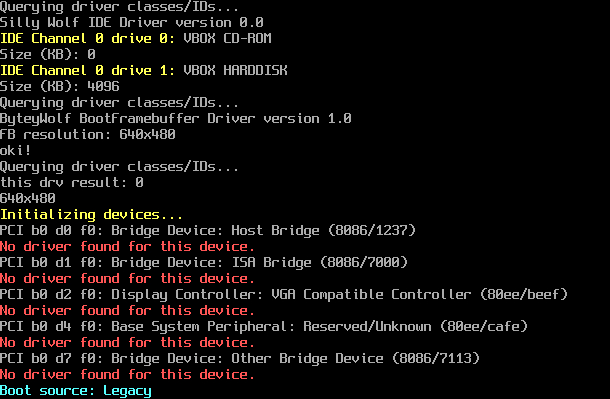 Querying driver classes/IDs...
Silly Wolf IDE Driver version 0.0
IDE Channel 0 drive 0: VBOX CD-ROM
Size (KB): 0
IDE Channel 0 drive 1: VBOX HARDDISK
Size (KB): 4096
Querying driver classes/IDs...
ByteyWolf BootFramebuffer Driver version 1.0
FB resolution: 640x480
oki!
Querying driver classes/IDs...
this drv result: 0
640x480
Initializing devices...
PCI b0 d0 f0: Bridge Device: Host Bridge (8086/1237)
No driver found for this device.
PCI b0 d1 f0: Bridge Device: ISA Bridge (8086/7000)
No driver found for this device.
PCI b0 d2 f0: Display Controller: VGA Compatible Controller (80ee/beef)
No driver found for this device.
PCI b0 d4 f0: Base System Peripheral: Reserved/Unknown (80ee/cafe)
No driver found for this device.
PCI b0 d7 f0: Bridge Device: Other Bridge Device (8086/7113)
No driver found for this device.
Boot source: Legacy